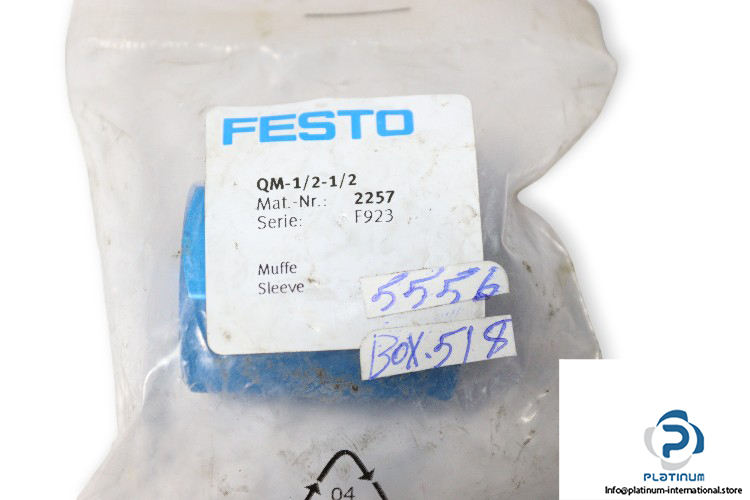 FESTO
QM-1/2-1/2
Mat.-Nr.: 2257
Serie: F923
Muffe
Sleeve
5556
BOX.518
04
PLATINUM
Info@platinum-international.store